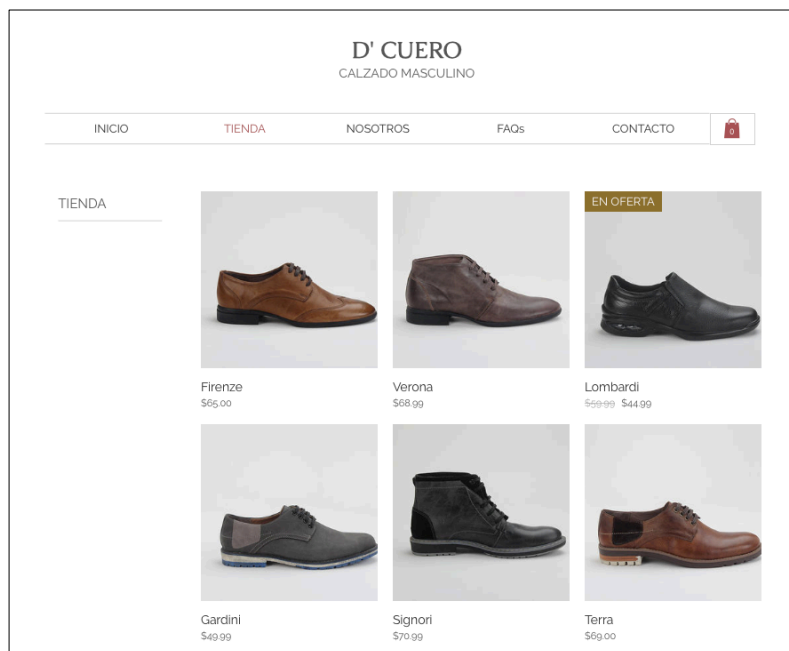 D' CUERO
CALZADO MASCULINO
INICIO TIENDA NOSOTROS FAQs CONTACTO 0
TIENDA
EN OFERTA
Firenze Verona Lombardi
$65.00 $68.99 $59.99 $44.99
Gardini Signori Terra
$49.99 $70.99 $69.00